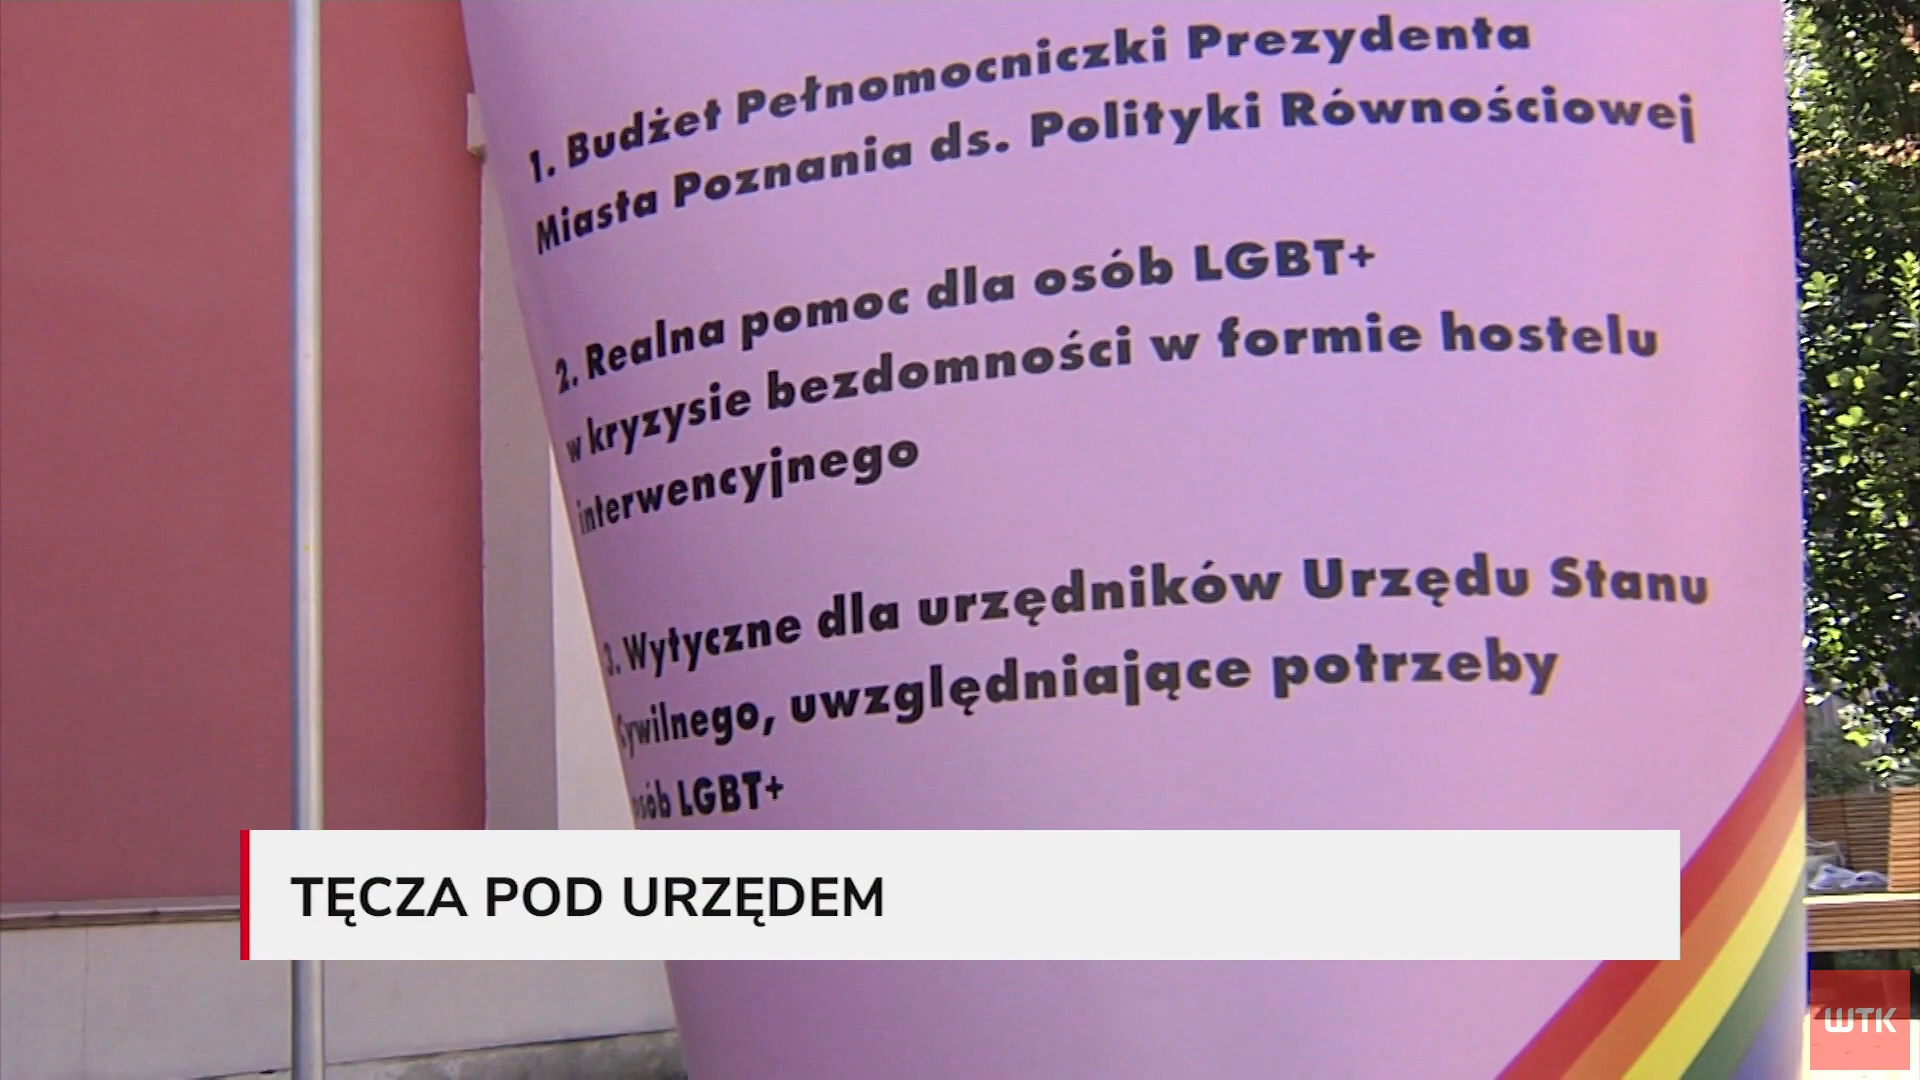 1. Budżet Pełnomocniczki Prezydenta
Miasta Poznania ds. Polityki Równościowej
2. Realna pomoc dla osób LGBT+
w kryzysie bezdomności w formie hostelu
interwencyjnego
3. Wytyczne dla urzędników Urzędu Stanu
Cywilnego, uwzględniające potrzeby
osób LGBT+
TĘCZA POD URZĘDEM
WTK